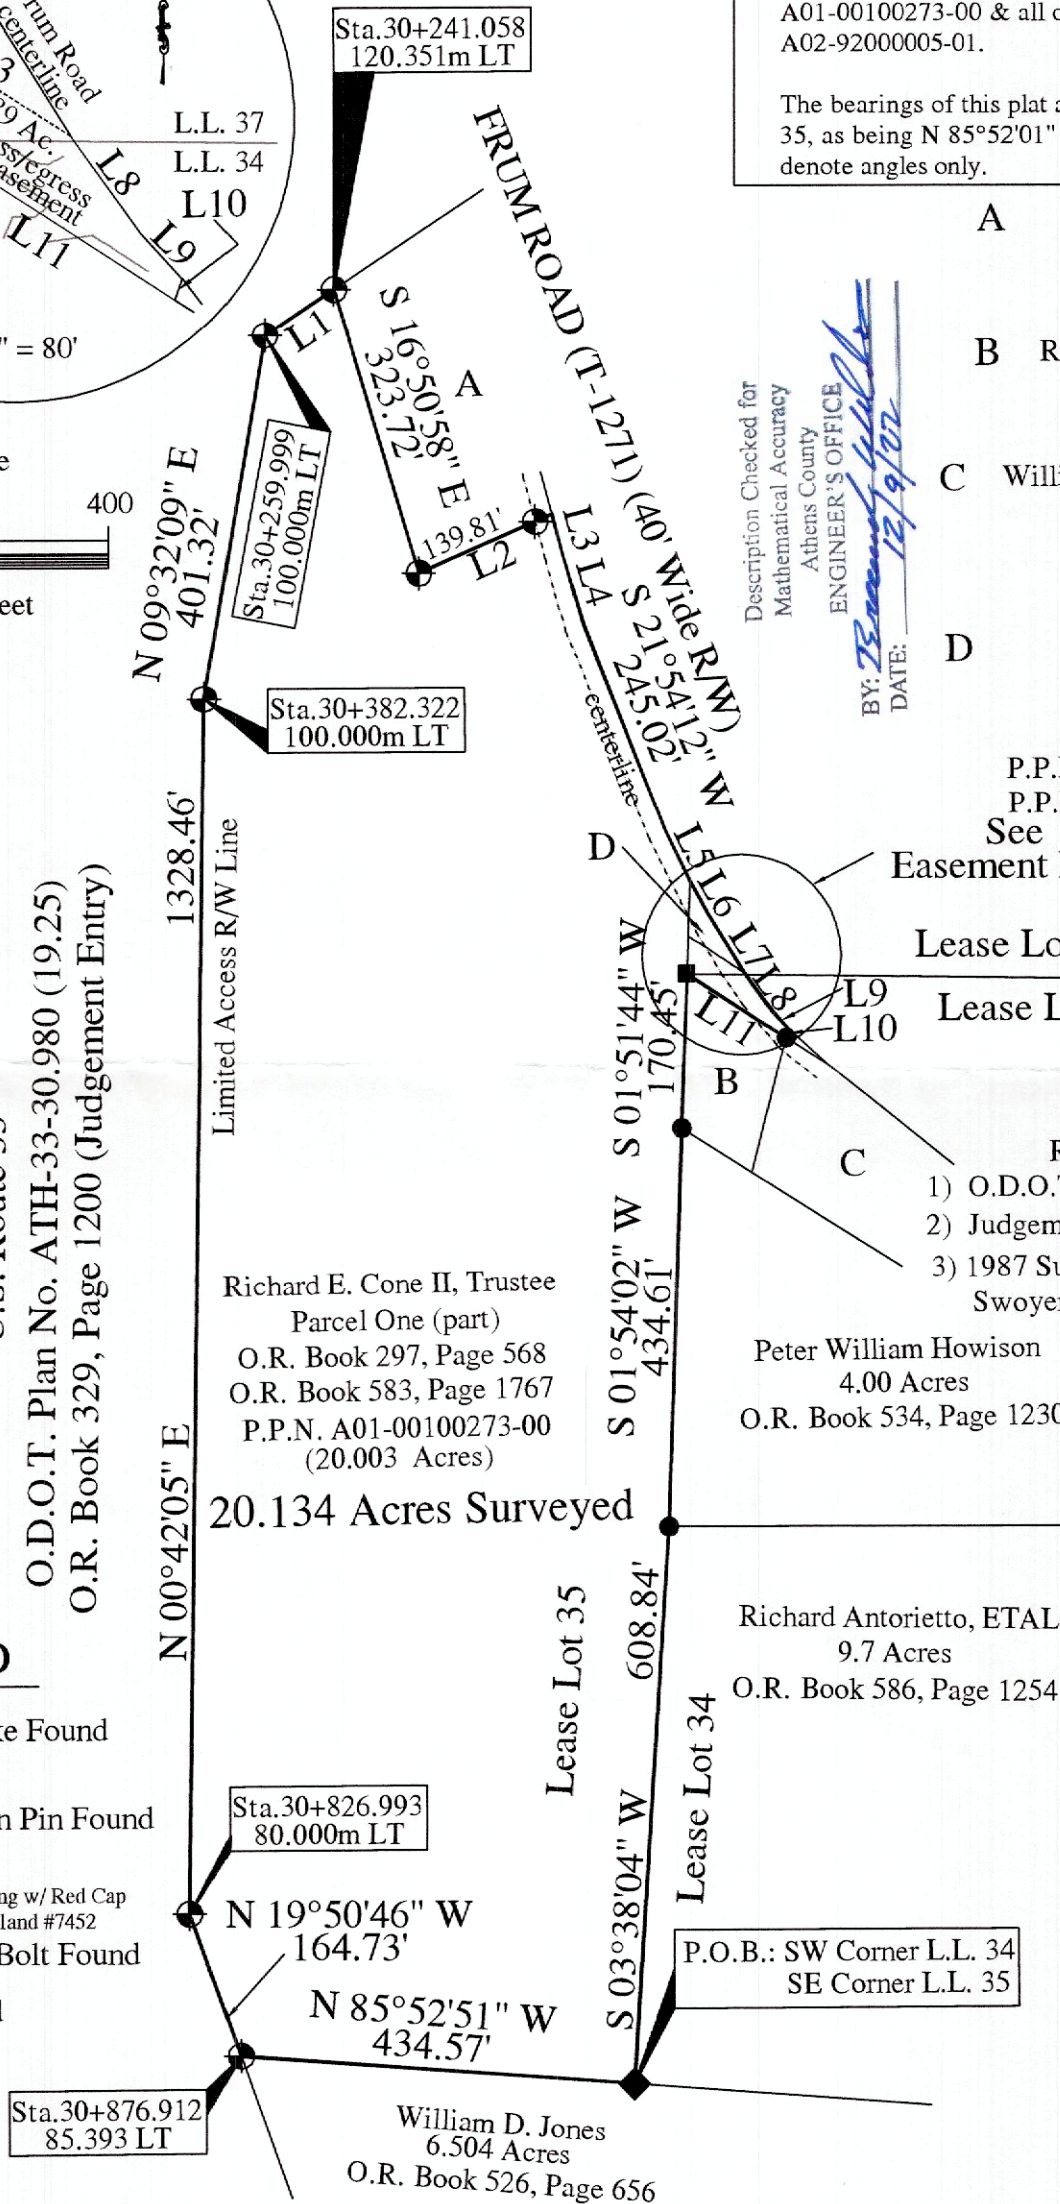 rum Road
centerline
3
9 Ac.
ss/egress
asement
L8
L9
L11
L.L. 37
L.L. 34
L10
" = 80'
Sta.30+241.058
120.351m LT
A01-00100273-00 & all o
A02-92000005-01.
The bearings of this plat a
35, as being N 85°52'01"
denote angles only.
FRUM ROAD (T-1271) (40' Wide R/W)
A
B R
C Willi
D
Description Checked for
Mathematical Accuracy
Athens County
ENGINEER'S OFFICE
BY:
DATE: 12/9/22
L1
S 16°50'58" E
323.72'
A
Sta.30+259.999
100.000m LT
N 09°32'09" E
401.32'
e
400
eet
139.81'
L2
L3 L4
S 21°54'12" W
245.02'
centerline
Sta.30+382.322
100.000m LT
P.P.
P.P.
See
Easement
D
L5 L6 L7 L8
Lease Lo
Lease L
L9
L10
L11
B
C
1328.46'
Limited Access R/W Line
O.D.O.T. Plan No. ATH-33-30.980 (19.25)
O.R. Book 329, Page 1200 (Judgement Entry)
S 01°51'44" W
170.45'
R
1) O.D.O.
2) Judgem
3) 1987 Su
Swoye
S 01°54'02" W
434.61'
Richard E. Cone II, Trustee
Parcel One (part)
O.R. Book 297, Page 568
O.R. Book 583, Page 1767
P.P.N. A01-00100273-00
(20.003 Acres)
Peter William Howison
4.00 Acres
O.R. Book 534, Page 1230
N 00°42'05" E
20.134 Acres Surveyed
Lease Lot 35
608.84'
S 03°38'04" W
Lease Lot 34
Richard Antorietto, ETAL
9.7 Acres
O.R. Book 586, Page 1254
D
e Found
n Pin Found
ng w/ Red Cap
land #7452
Bolt Found
Sta.30+826.993
80.000m LT
N 19°50'46" W
164.73'
N 85°52'51" W
434.57'
P.O.B.: SW Corner L.L. 34
SE Corner L.L. 35
Sta.30+876.912
85.393 LT
William D. Jones
6.504 Acres
O.R. Book 526, Page 656